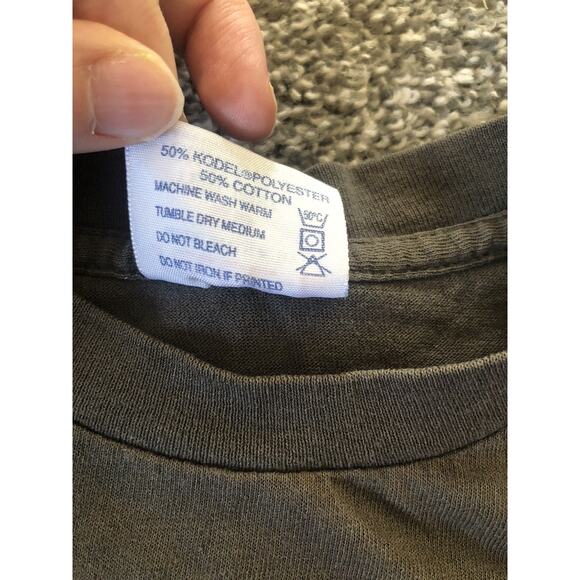 50% KODEL®POLYESTER
50% COTTON
MACHINE WASH WARM
50°C
TUMBLE DRY MEDIUM
DO NOT BLEACH
DO NOT IRON IF PRINTED